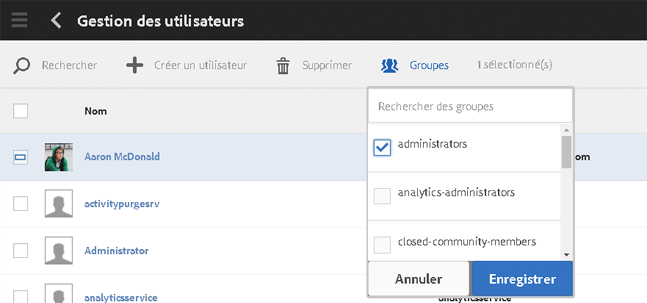 Gestion des utilisateurs
Rechercher Créer un utilisateur Supprimer Groupes 1 sélectionné(s)
Nom
Rechercher des groupes
administrators
Aaron McDonald om
analytics-administrators
activitypurgesrv
closed-community-members
Administrator
Annuler Enregistrer
analyticsservice analyticsservice